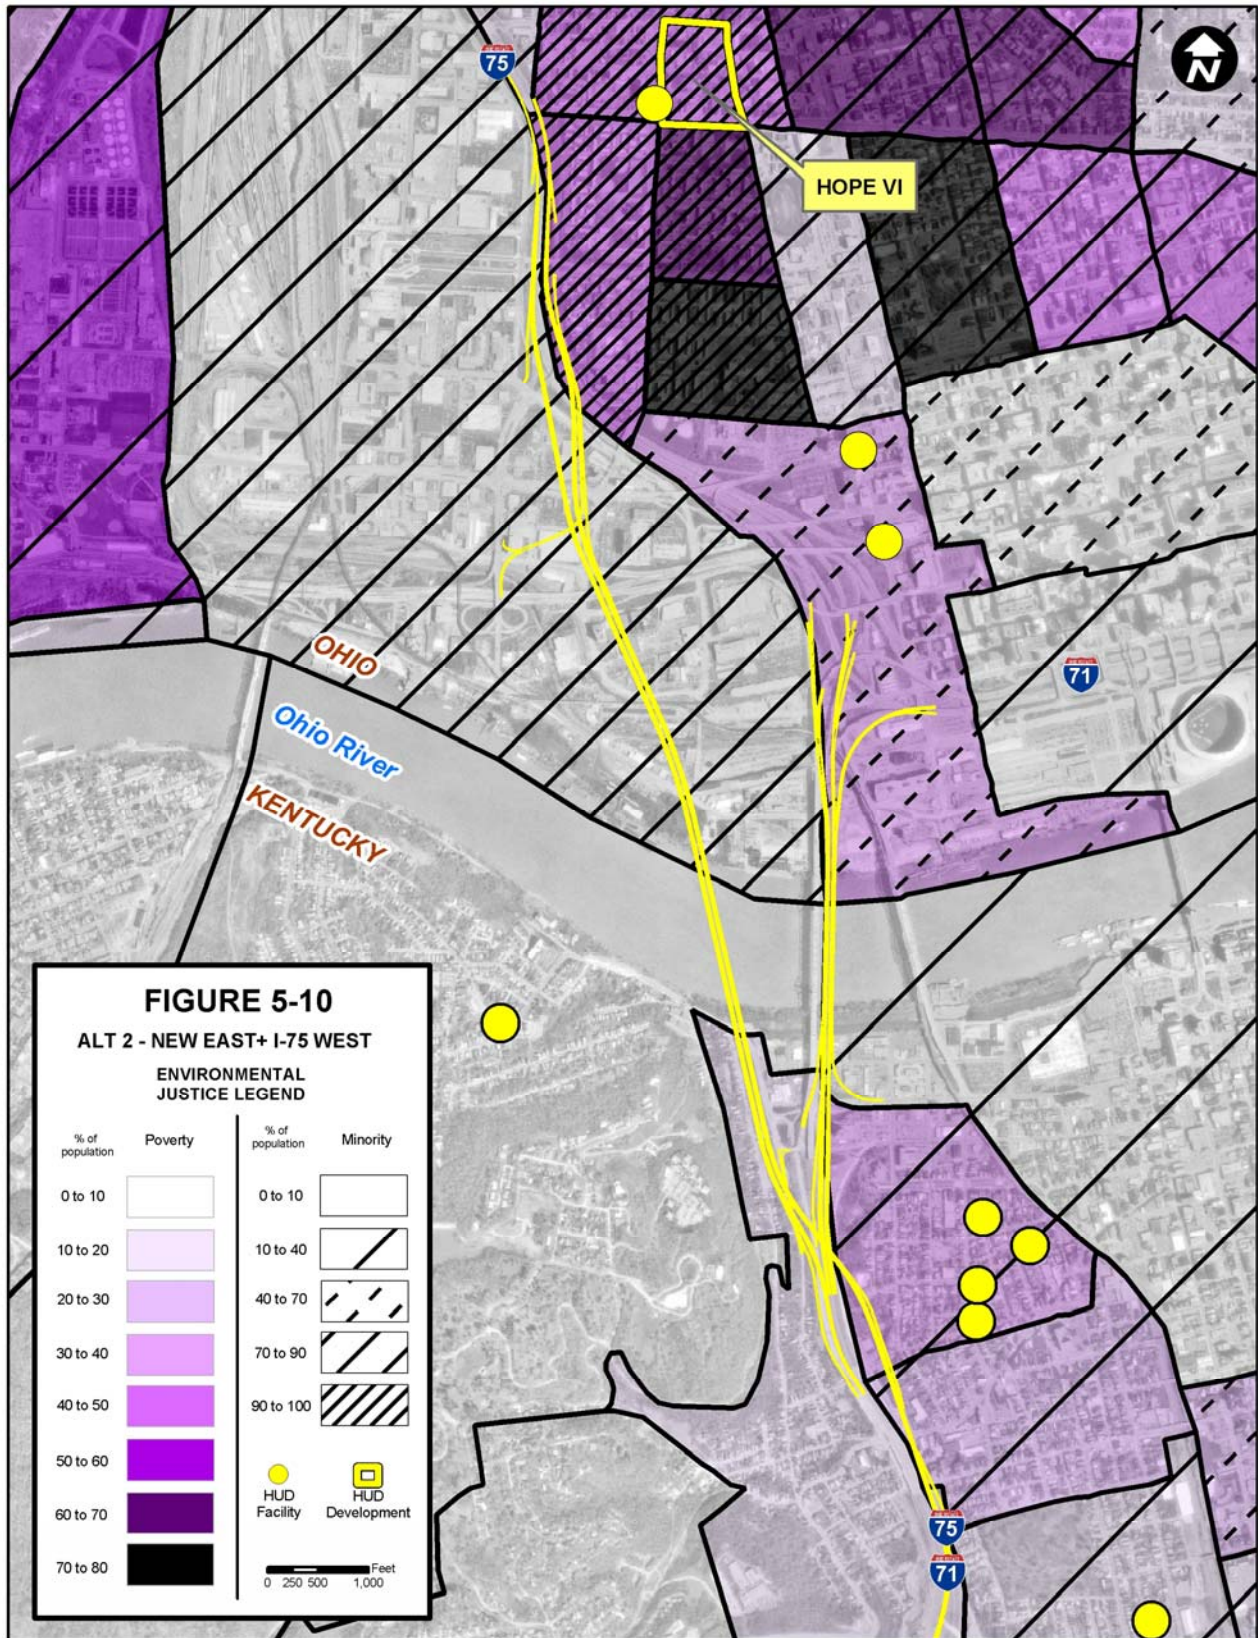 75
N
HOPE VI
71
OHIO
Ohio River
KENTUCKY
FIGURE 5-10
ALT 2 - NEW EAST+ I-75 WEST
ENVIRONMENTAL
JUSTICE LEGEND
% of
population
Poverty
0 to 10
10 to 20
20 to 30
30 to 40
40 to 50
50 to 60
60 to 70
70 to 80
% of
population
Minority
0 to 10
10 to 40
40 to 70
70 to 90
90 to 100
HUD
Facility
HUD
Development
Feet
0 250 500 1,000
75
71